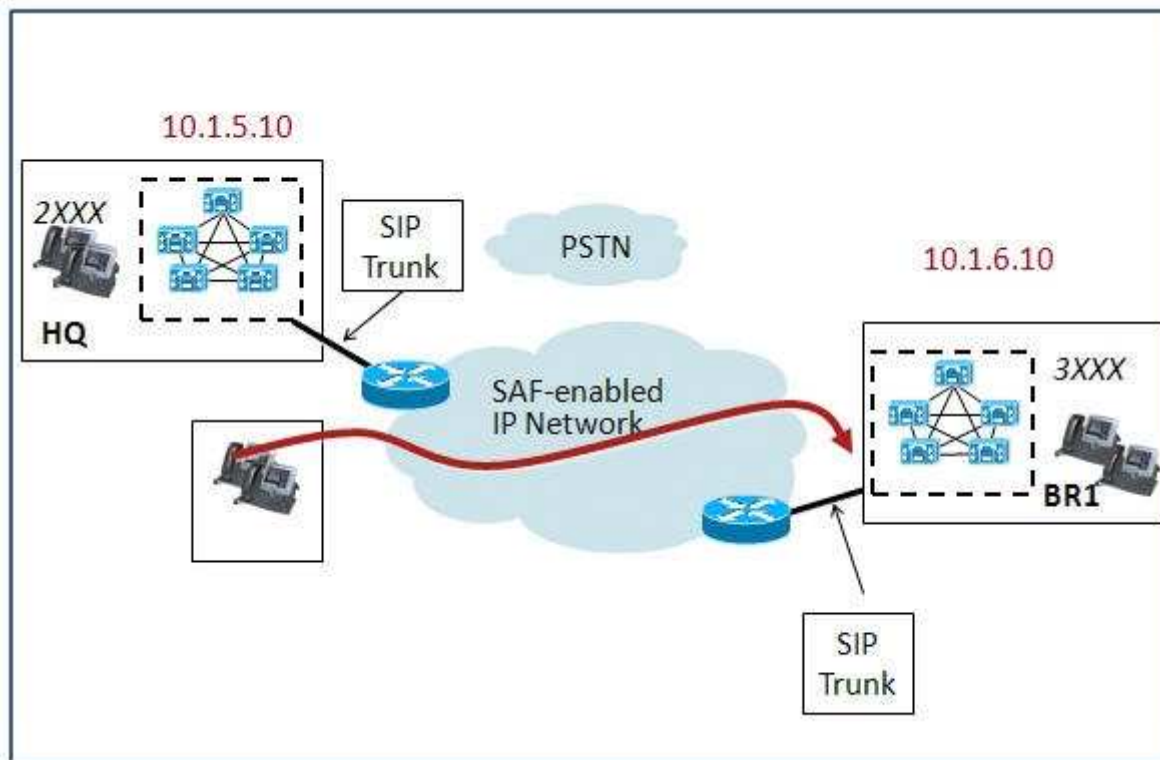 10.1.5.10
2XXX
HQ
SIP
Trunk
PSTN
10.1.6.10
SAF-enabled
IP Network
3XXX
BR1
SIP
Trunk